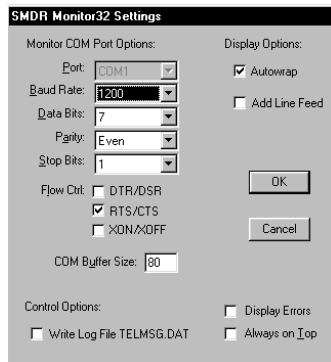 SMDR Monitor32 Settings
Monitor COM Port Options:
Port: COM1
Baud Rate: 1200
Data Bits: 7
Parity: Even
Stop Bits: 1
Flow Ctrl: DTR/DSR
RTS/CTS
XON/XOFF
COM Buffer Size: 80
Display Options:
Autowrap
Add Line Feed
OK
Cancel
Control Options:
Write Log File TELMSG.DAT
Display Errors
Always on Top